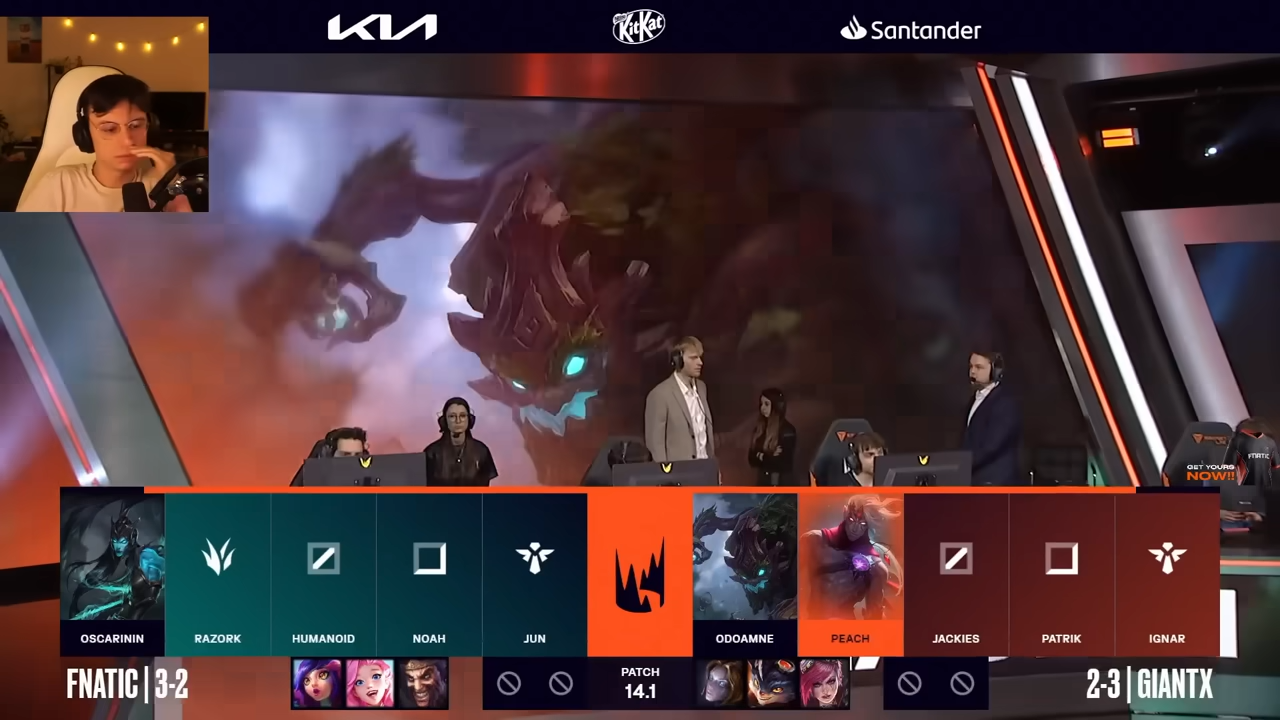 KIA
KitKat
Santander
GET YOURS
NOW!!
FNATIC
OSCARININ
RAZORK
HUMANOID
NOAH
JUN
ODOAMNE
PEACH
JACKIES
PATRIK
IGNAR
FNATIC | 3-2
PATCH
14.1
2-3 | GIANTX